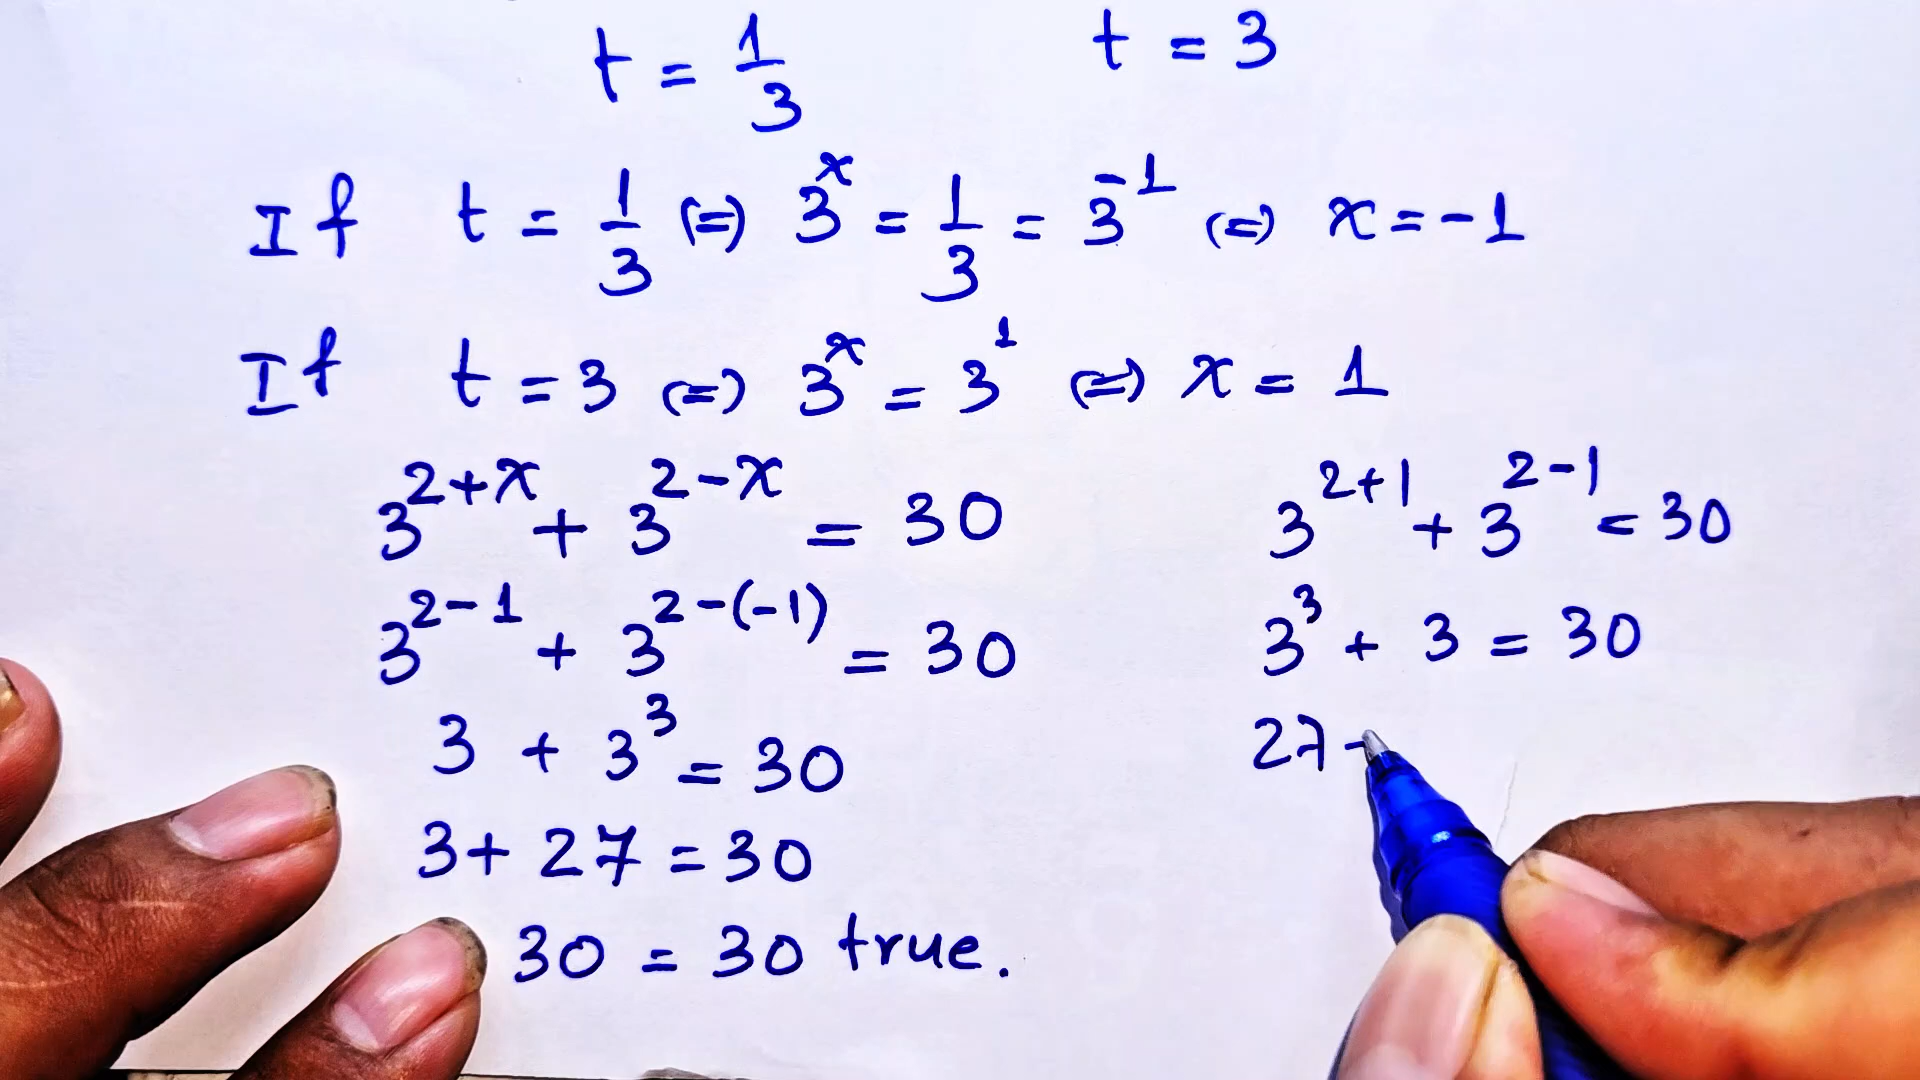 t = 1/3 t = 3
If t = 1/3 (=) 3^x = 1/3 = 3^-1 (=) x = -1
If t = 3 (=) 3^x = 3^1 (=) x = 1
3^(2+x) + 3^(2-x) = 30
3^(2-1) + 3^(2-(-1)) = 30
3 + 3^3 = 30
3 + 27 = 30
30 = 30 true.
3^(2+1) + 3^(2-1) = 30
3^3 + 3 = 30
27 -